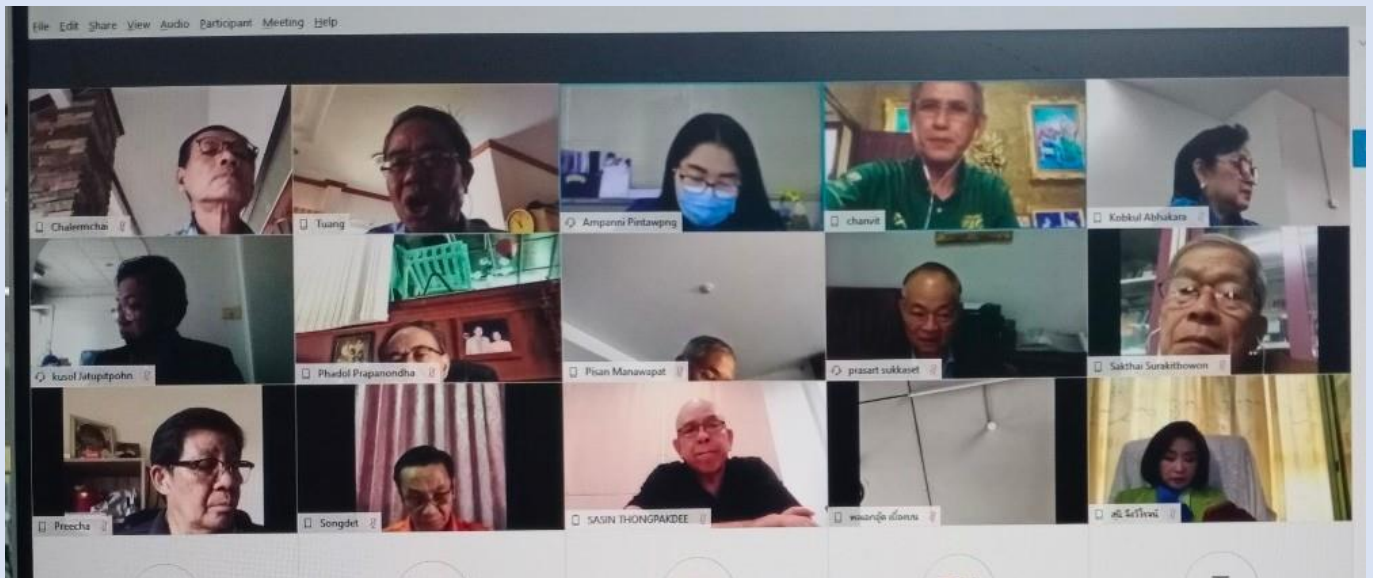 File Edit Share View Audio Participant Meeting Help
Chalermchai
Tuang
Ampanni Pintawpng
chanvit
Kobkul Abhakara
kusol Jatupitpohn
Phadol Prapanondha
Pisan Manawapat
prasart sukkaset
Sakthai Surakitbowon
Preecha
Songdet
SASIN THONGPAKDEE